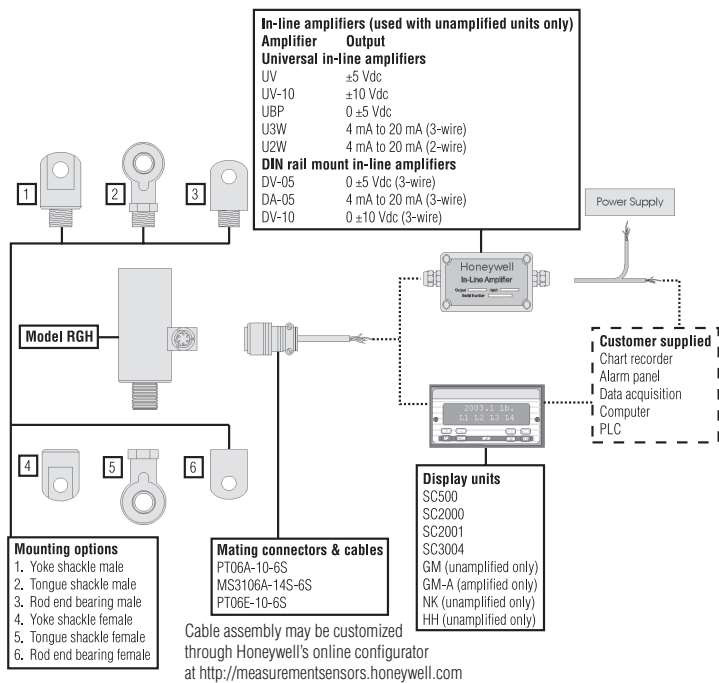 In-line amplifiers (used with unamplified units only)
Amplifier Output
Universal in-line amplifiers
UV ±5 Vdc
UV-10 ±10 Vdc
UBP 0 ±5 Vdc
U3W 4 mA to 20 mA (3-wire)
U2W 4 mA to 20 mA (2-wire)
DIN rail mount in-line amplifiers
DV-05 0 ±5 Vdc (3-wire)
DA-05 4 mA to 20 mA (3-wire)
DV-10 0 ±10 Vdc (3-wire)
1
2
3
Power Supply
Honeywell
In-Line Amplifier
Output Input
Serial Number
Model RGH
Customer supplied
Chart recorder
Alarm panel
Data acquisition
Computer
PLC
2003.1 lb.
L1 L2 L3 L4
4
5
6
Display units
SC500
SC2000
SC2001
SC3004
GM (unamplified only)
GM-A (amplified only)
NK (unamplified only)
HH (unamplified only)
Mounting options
1. Yoke shackle male
2. Tongue shackle male
3. Rod end bearing male
4. Yoke shackle female
5. Tongue shackle female
6. Rod end bearing female
Mating connectors & cables
PT06A-10-6S
MS3106A-14S-6S
PT06E-10-6S
Cable assembly may be customized
through Honeywell's online configurator
at http://measurementsensors.honeywell.com